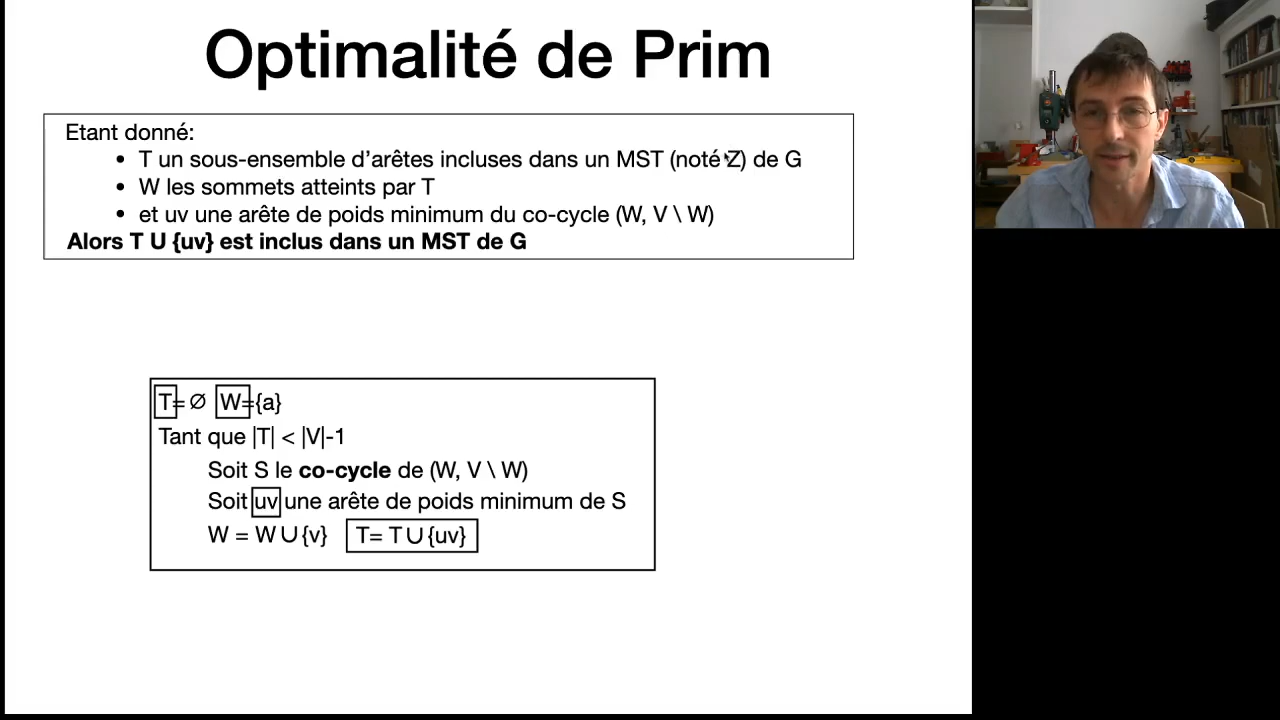 Optimalité de Prim
Etant donné:
• T un sous-ensemble d'arêtes incluses dans un MST (noté Z) de G
• W les sommets atteints par T
• et uv une arête de poids minimum du co-cycle (W, V \ W)
Alors T U {uv} est inclus dans un MST de G
T= ∅ W={a}
Tant que |T| < |V|-1
Soit S le co-cycle de (W, V \ W)
Soit uv une arête de poids minimum de S
W = W ∪ {v} T= T ∪ {uv}